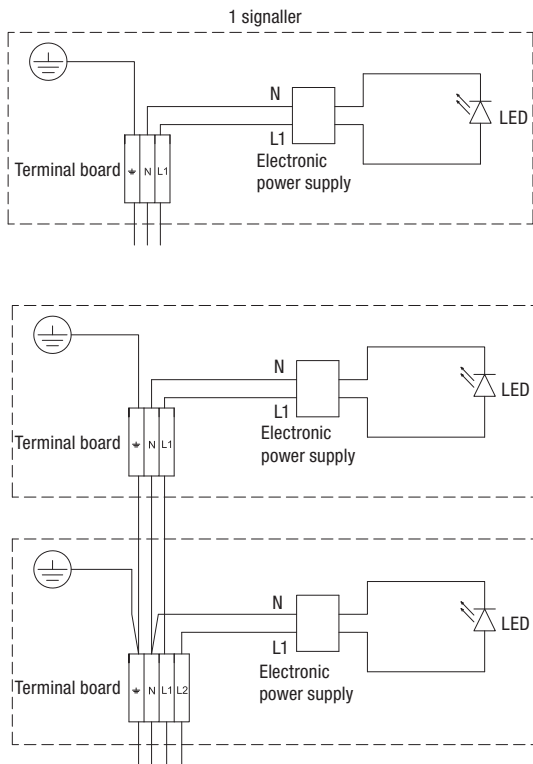 1 signaller
N
L1
LED
Electronic
power supply
Terminal board
N L1
N
L1
LED
Electronic
power supply
Terminal board
N L1
N
L1
LED
Electronic
power supply
Terminal board
N L1 L2